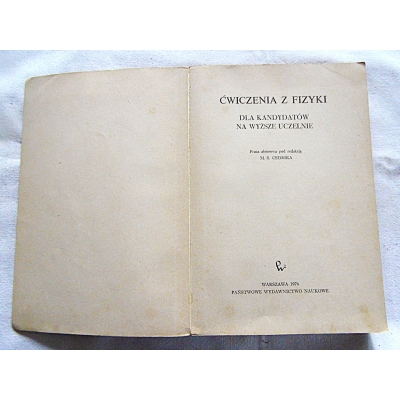 ĆWICZENIA Z FIZYKI
DLA KANDYDATÓW
NA WYŻSZE UCZELNIE
Praca zbiorowa pod redakcją
M. S. CEDRIKA
WARSZAWA 1976
PAŃSTWOWE WYDAWNICTWO NAUKOWE